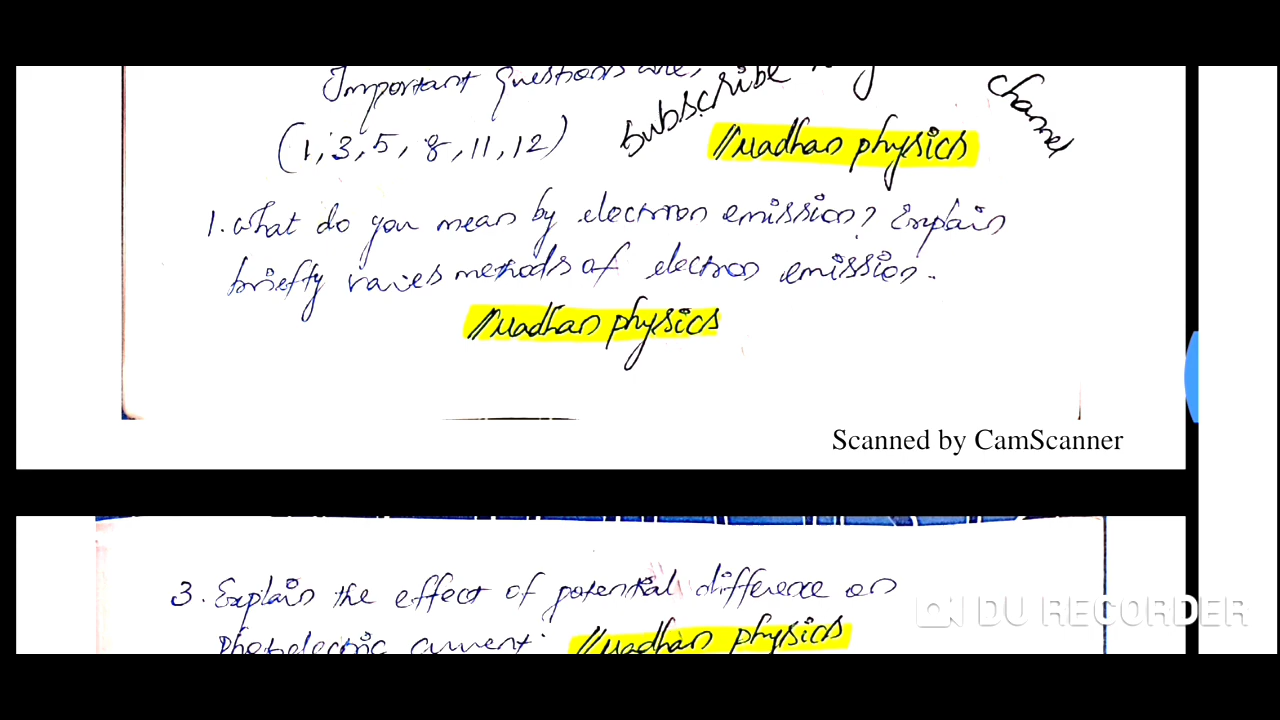 Important Questions are,
subscribe
channel
(1, 3, 5, 8, 11, 12)
Madhan physics
1. What do you mean by electron emission? Explain
briefly varies methods of electron emission.
Madhan physics
Scanned by CamScanner
3. Explain the effect of potential difference on
photoelectric current.
Madhan physics
DU RECORDER